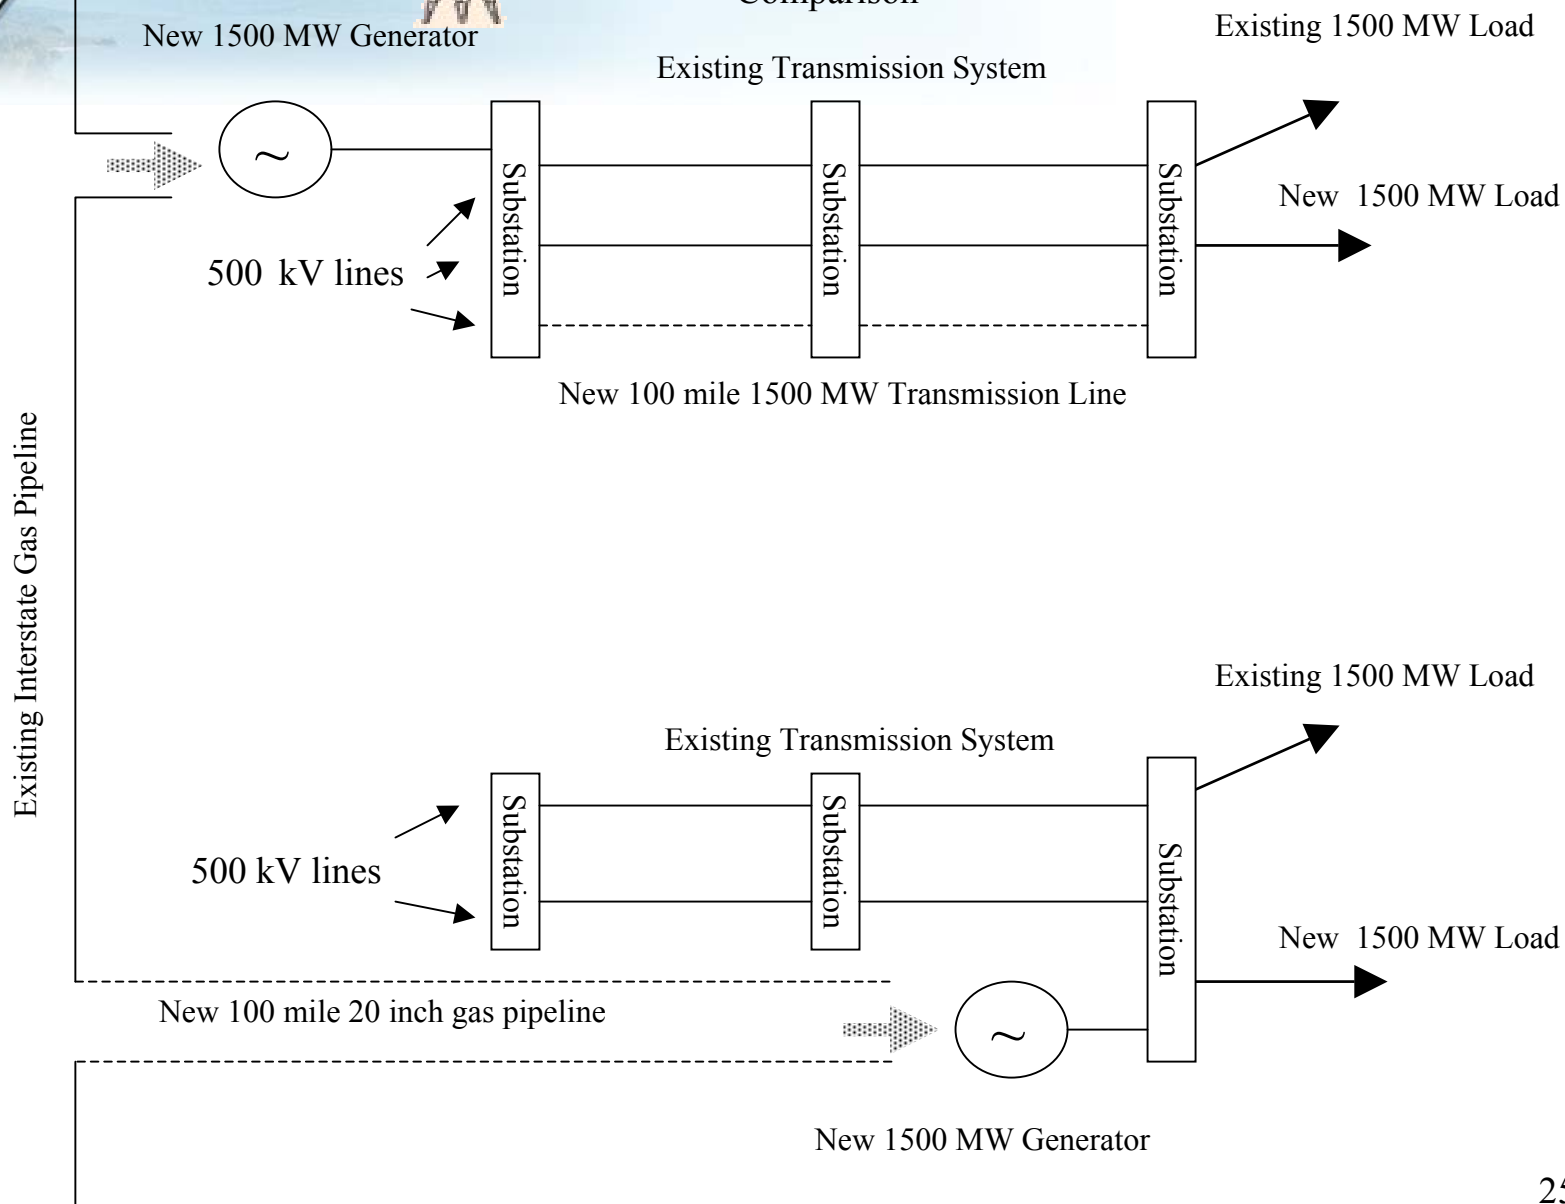 Comparison
New 1500 MW Generator
Existing 1500 MW Load
Existing Transmission System
Substation
Substation
Substation
New 1500 MW Load
500 kV lines
New 100 mile 1500 MW Transmission Line
Existing Interstate Gas Pipeline
Existing 1500 MW Load
Existing Transmission System
Substation
Substation
Substation
500 kV lines
New 1500 MW Load
New 100 mile 20 inch gas pipeline
New 1500 MW Generator